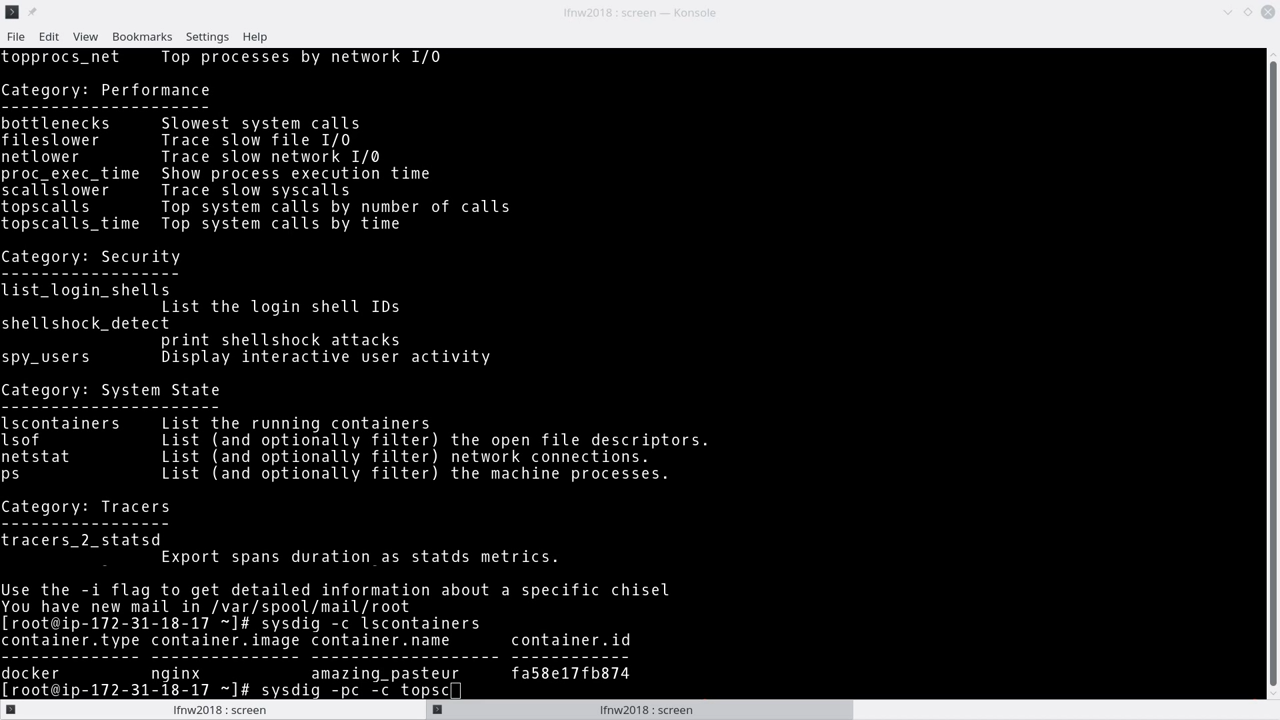 lfnw2018 : screen — Konsole
File Edit View Bookmarks Settings Help
topprocs_net Top processes by network I/O
Category: Performance
---------------------
bottlenecks Slowest system calls
fileslower Trace slow file I/O
netlower Trace slow network I/0
proc_exec_time Show process execution time
scallslower Trace slow syscalls
topscalls Top system calls by number of calls
topscalls_time Top system calls by time
Category: Security
------------------
list_login_shells
List the login shell IDs
shellshock_detect
print shellshock attacks
spy_users Display interactive user activity
Category: System State
----------------------
lscontainers List the running containers
lsof List (and optionally filter) the open file descriptors.
netstat List (and optionally filter) network connections.
ps List (and optionally filter) the machine processes.
Category: Tracers
-----------------
tracers_2_statsd
Export spans duration as statds metrics.
Use the -i flag to get detailed information about a specific chisel
You have new mail in /var/spool/mail/root
[root@ip-172-31-18-17 ~]# sysdig -c lscontainers
container.type container.image container.name container.id
-------------- --------------- ------------------- ------------
docker nginx amazing_pasteur fa58e17fb874
[root@ip-172-31-18-17 ~]# sysdig -pc -c topsc
lfnw2018 : screen lfnw2018 : screen